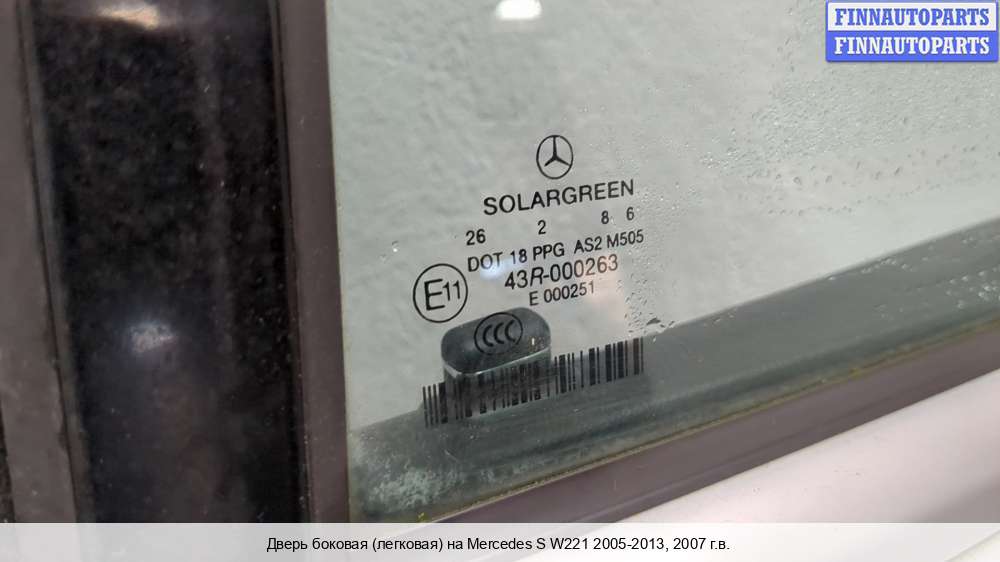 FINNAUTOPARTS
FINNAUTOPARTS
SOLARGREEN
26 2 8 6
DOT 18 PPG AS2 M505
43R-000263
E11
E 000251
CCC
Дверь боковая (легковая) на Mercedes S W221 2005-2013, 2007 г.в.